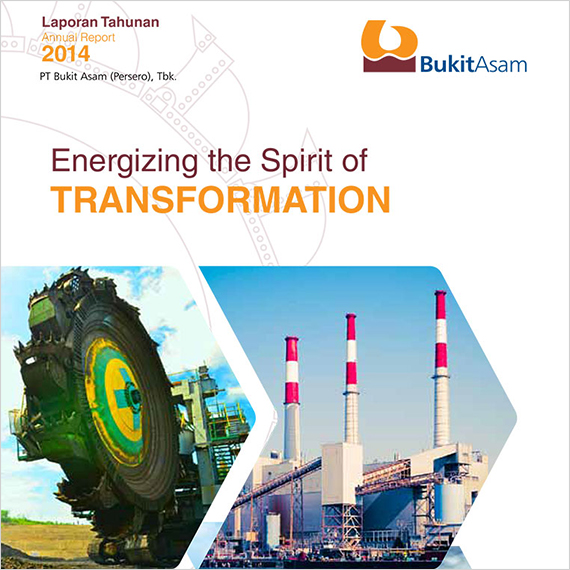 Laporan Tahunan
Annual Report
2014
PT Bukit Asam (Persero), Tbk.
BukitAsam
Energizing the Spirit of
TRANSFORMATION